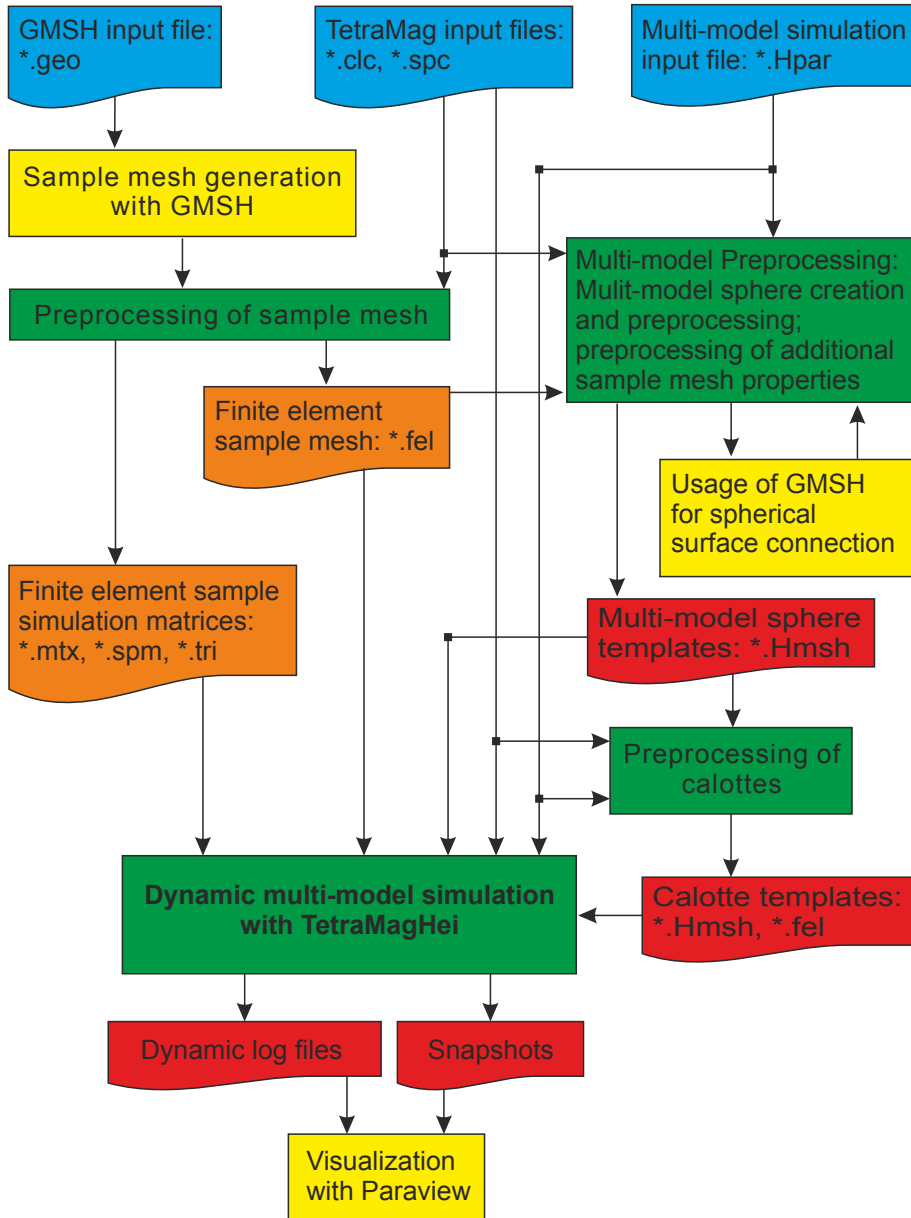 GMSH input file:
*.geo
TetraMag input files:
*.clc, *.spc
Multi-model simulation
input file: *.Hpar
Sample mesh generation
with GMSH
Multi-model Preprocessing:
Mulit-model sphere creation
and preprocessing;
preprocessing of additional
sample mesh properties
Preprocessing of sample mesh
Finite element
sample mesh: *.fel
Usage of GMSH
for spherical
surface connection
Finite element sample
simulation matrices:
*.mtx, *.spm, *.tri
Multi-model sphere
templates: *.Hmsh
Preprocessing of
calottes
Dynamic multi-model simulation
with TetraMagHei
Calotte templates:
*.Hmsh, *.fel
Dynamic log files
Snapshots
Visualization
with Paraview